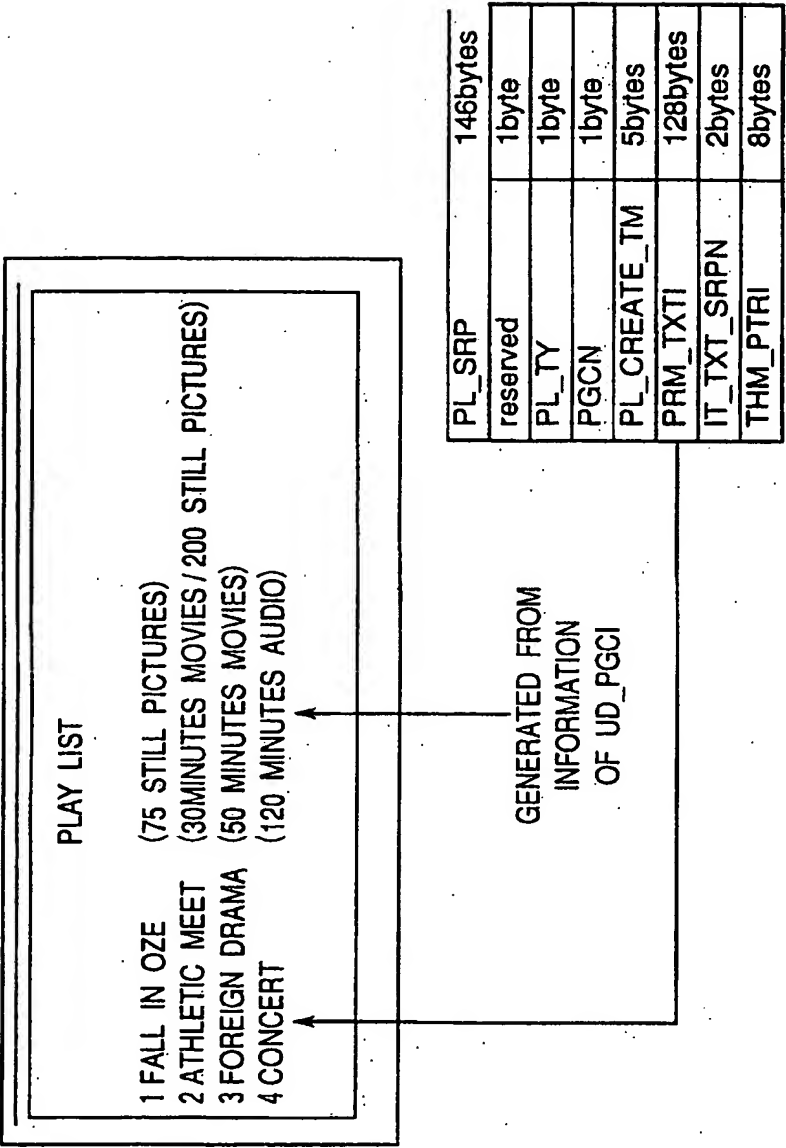 PLAY LIST
1 FALL IN OZE (75 STILL PICTURES)
2 ATHLETIC MEET (30MINUTES MOVIES / 200 STILL PICTURES)
3 FOREIGN DRAMA (50 MINUTES MOVIES)
4 CONCERT (120 MINUTES AUDIO)
GENERATED FROM
INFORMATION
OF UD_PGCI
PL_SRP 146bytes
reserved 1byte
PL_TY 1byte
PGCN 1byte
PL_CREATE_TM 5bytes
PRM_TXTI 128bytes
IT_TXT_SRPN 2bytes
THM_PTRI 8bytes